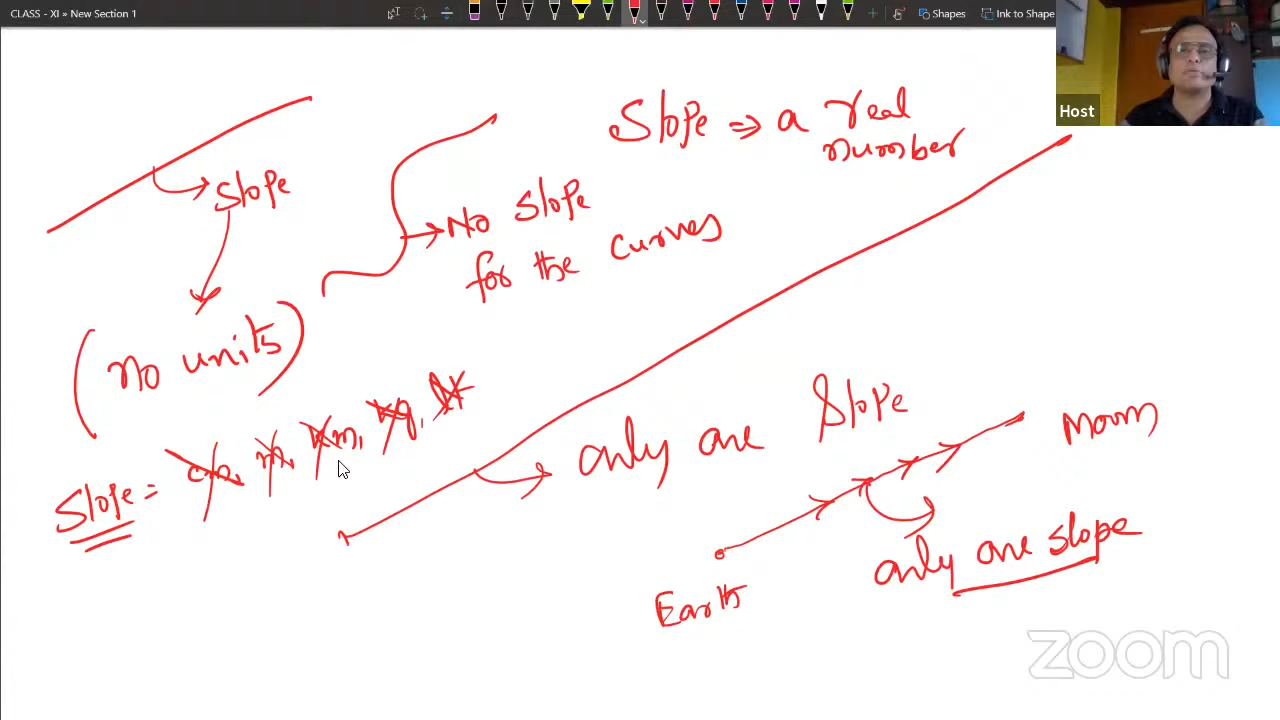 CLASS - XI » New Section 1
Shapes
Ink to Shape
Host
Slope ⇒ a real
number
Slope
No slope
for the curves
(no units)
Slope = cm, m, km, kg, lt
only one slope
Moon
only one slope
Earth
zoom